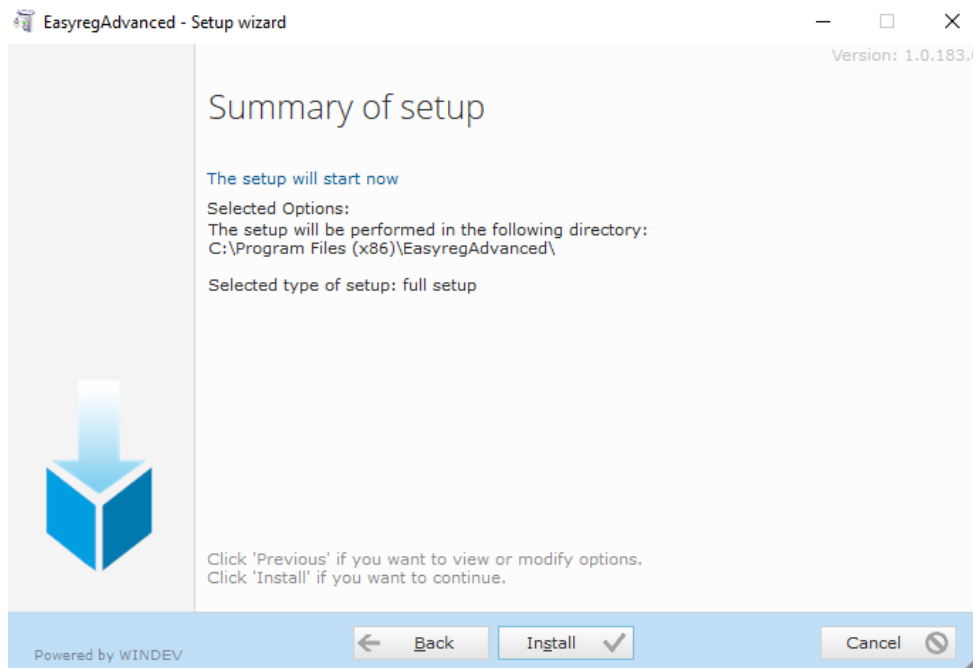 EasyregAdvanced - Setup wizard
Version: 1.0.183.
Summary of setup
The setup will start now
Selected Options:
The setup will be performed in the following directory:
C:\Program Files (x86)\EasyregAdvanced\
Selected type of setup: full setup
Click 'Previous' if you want to view or modify options.
Click 'Install' if you want to continue.
Powered by WINDEV
Back
Install
Cancel